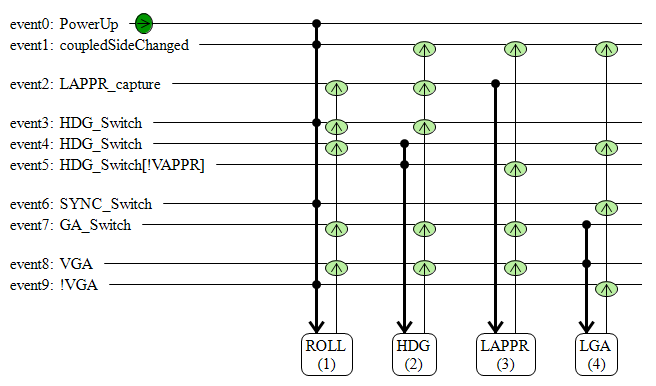 event0: PowerUp
event1: coupledSideChanged
event2: LAPPR_capture
event3: HDG_Switch
event4: HDG_Switch
event5: HDG_Switch[!VAPPR]
event6: SYNC_Switch
event7: GA_Switch
event8: VGA
event9: !VGA
ROLL HDG LAPPR LGA
(1) (2) (3) (4)